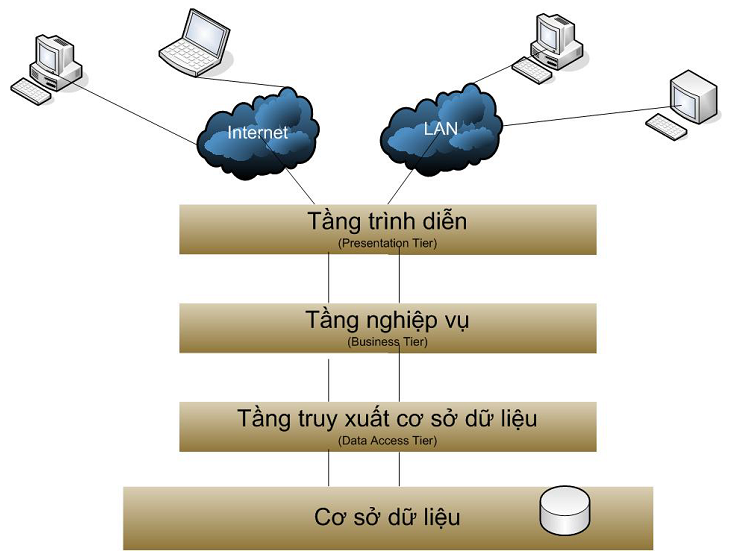 Internet
LAN
Tầng trình diễn
(Presentation Tier)
Tầng nghiệp vụ
(Business Tier)
Tầng truy xuất cơ sở dữ liệu
(Data Access Tier)
Cơ sở dữ liệu